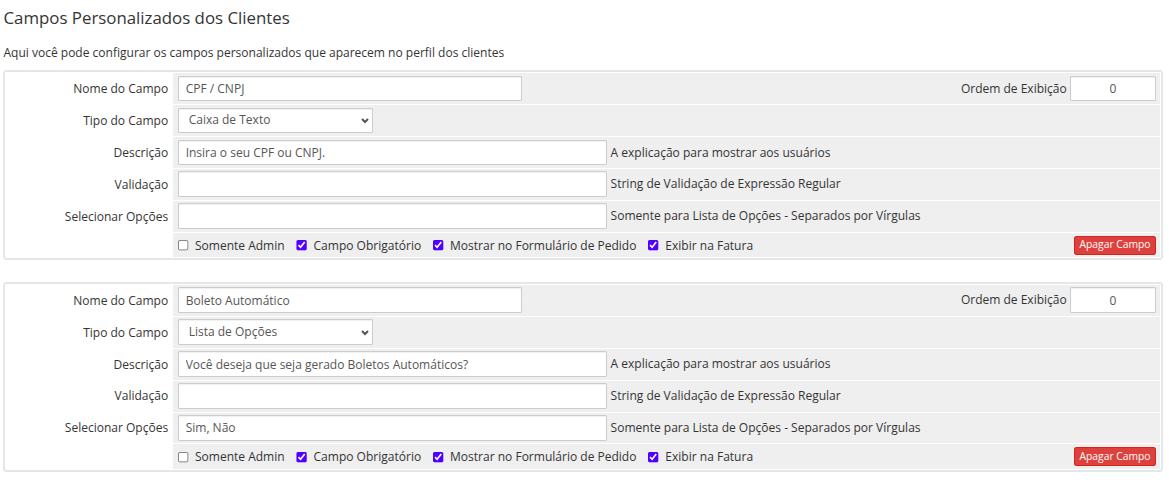 Campos Personalizados dos Clientes
Aqui você pode configurar os campos personalizados que aparecem no perfil dos clientes
Nome do Campo CPF / CNPJ Ordem de Exibição 0
Tipo do Campo Caixa de Texto
Descrição Insira o seu CPF ou CNPJ. A explicação para mostrar aos usuários
Validação String de Validação de Expressão Regular
Selecionar Opções Somente para Lista de Opções - Separados por Vírgulas
Somente Admin Campo Obrigatório Mostrar no Formulário de Pedido Exibir na Fatura Apagar Campo
Nome do Campo Boleto Automático Ordem de Exibição 0
Tipo do Campo Lista de Opções
Descrição Você deseja que seja gerado Boletos Automáticos? A explicação para mostrar aos usuários
Validação String de Validação de Expressão Regular
Selecionar Opções Sim, Não Somente para Lista de Opções - Separados por Vírgulas
Somente Admin Campo Obrigatório Mostrar no Formulário de Pedido Exibir na Fatura Apagar Campo